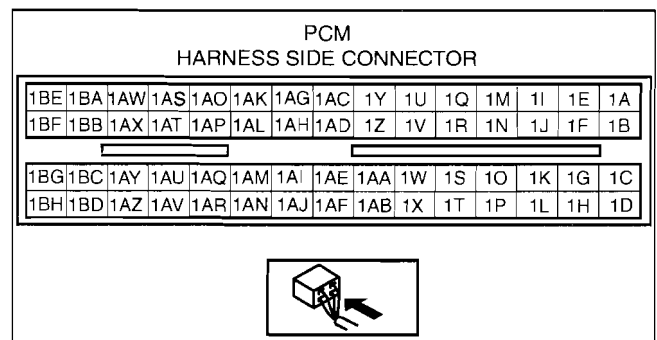 PCM
HARNESS SIDE CONNECTOR
1BE 1BA 1AW 1AS 1AO 1AK 1AG 1AC 1Y 1U 1Q 1M 1I 1E 1A
1BF 1BB 1AX 1AT 1AP 1AL 1AH 1AD 1Z 1V 1R 1N 1J 1F 1B
1BG 1BC 1AY 1AU 1AQ 1AM 1AI 1AE 1AA 1W 1S 1O 1K 1G 1C
1BH 1BD 1AZ 1AV 1AR 1AN 1AJ 1AF 1AB 1X 1T 1P 1L 1H 1D